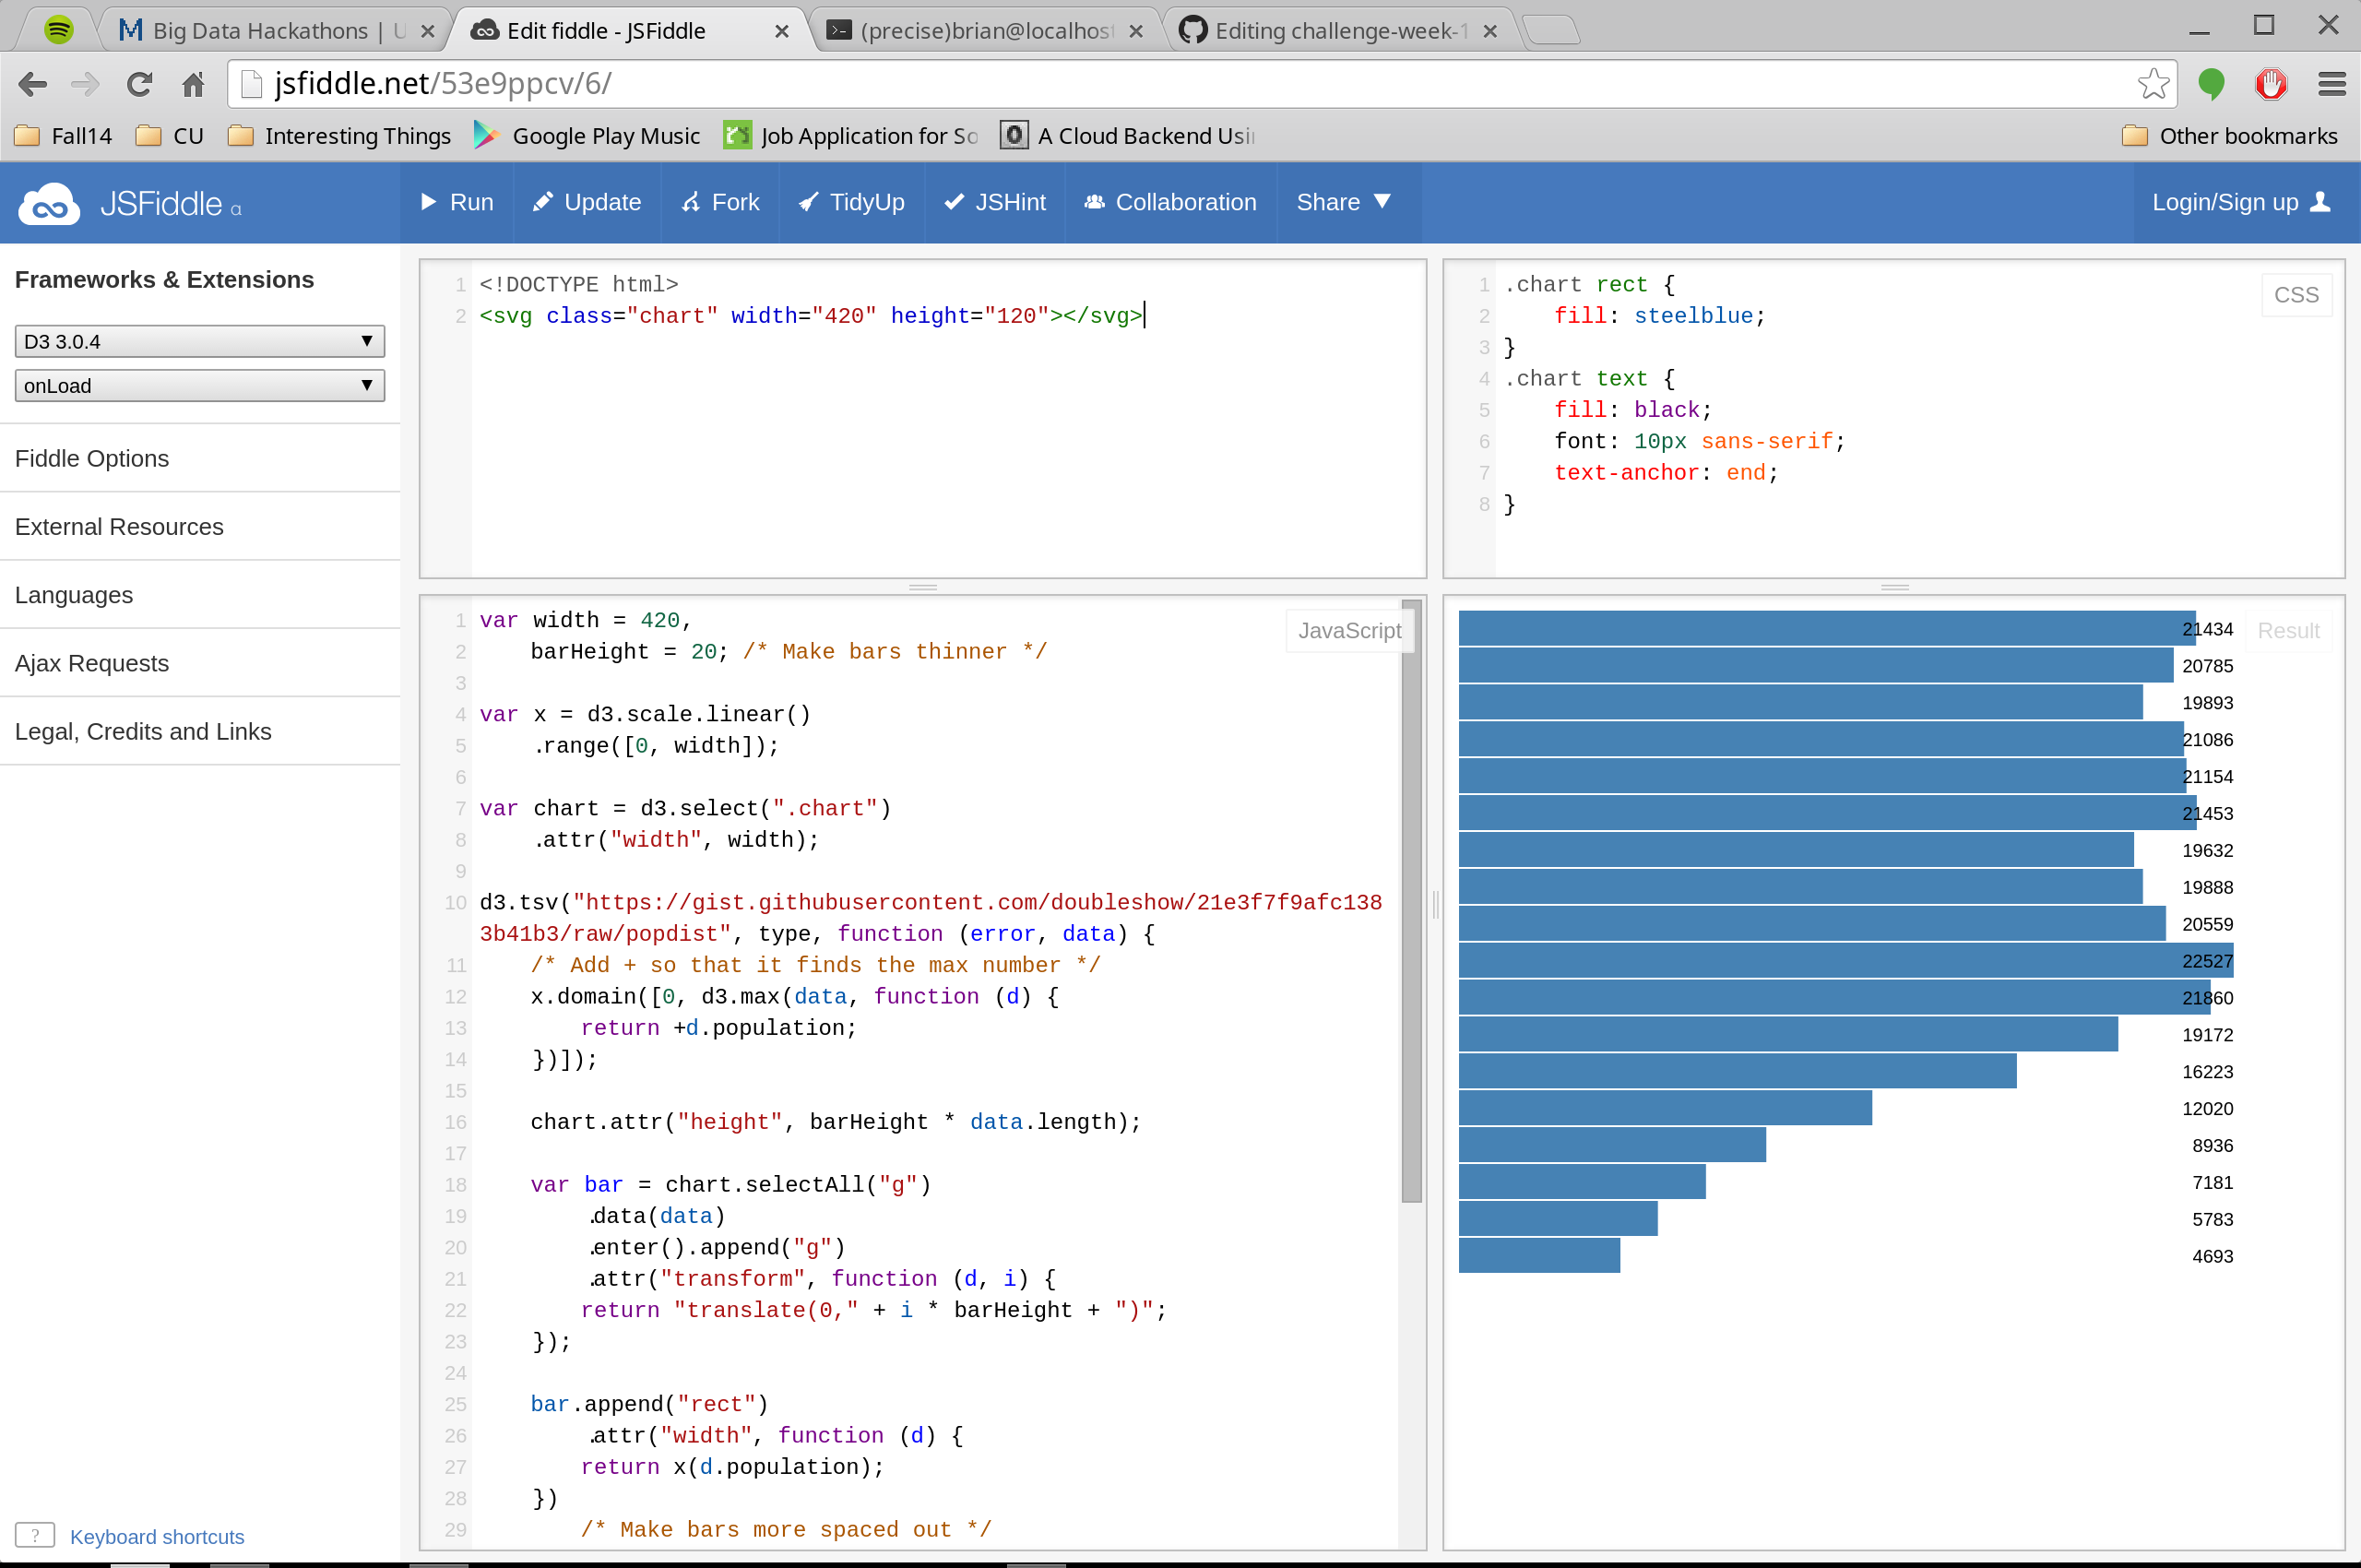 Big Data Hackathons | U
Edit fiddle - JSFiddle
(precise)brian@localhost
Editing challenge-week-1
jsfiddle.net/53e9ppcv/6/
Fall14
CU
Interesting Things
Google Play Music
Job Application for So
A Cloud Backend Usi
Other bookmarks
JSFiddle α
Run
Update
Fork
TidyUp
JSHint
Collaboration
Share
Login/Sign up
Frameworks & Extensions
D3 3.0.4
onLoad
Fiddle Options
External Resources
Languages
Ajax Requests
Legal, Credits and Links
? Keyboard shortcuts
1 <!DOCTYPE html>
2 <svg class="chart" width="420" height="120"></svg>
CSS
1 .chart rect {
2 fill: steelblue;
3 }
4 .chart text {
5 fill: black;
6 font: 10px sans-serif;
7 text-anchor: end;
8 }
JavaScript
1 var width = 420,
2 barHeight = 20; /* Make bars thinner */
3
4 var x = d3.scale.linear()
5 .range([0, width]);
6
7 var chart = d3.select(".chart")
8 .attr("width", width);
9
10 d3.tsv("https://gist.githubusercontent.com/doubleshow/21e3f7f9afc138
3b41b3/raw/popdist", type, function (error, data) {
11 /* Add + so that it finds the max number */
12 x.domain([0, d3.max(data, function (d) {
13 return +d.population;
14 })]);
15
16 chart.attr("height", barHeight * data.length);
17
18 var bar = chart.selectAll("g")
19 .data(data)
20 .enter().append("g")
21 .attr("transform", function (d, i) {
22 return "translate(0," + i * barHeight + ")";
23 });
24
25 bar.append("rect")
26 .attr("width", function (d) {
27 return x(d.population);
28 })
29 /* Make bars more spaced out */
Result
21434
20785
19893
21086
21154
21453
19632
19888
20559
22527
21860
19172
16223
12020
8936
7181
5783
4693